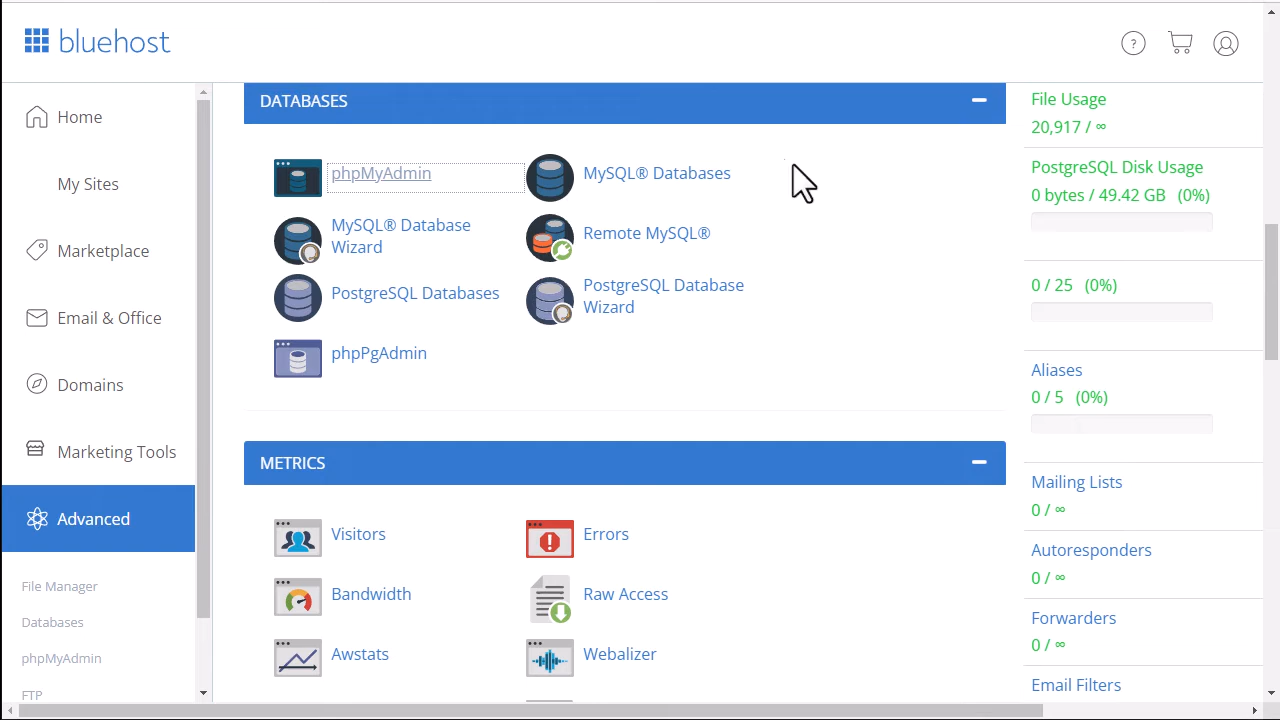 bluehost
?
Home
My Sites
Marketplace
Email & Office
Domains
Marketing Tools
Advanced
File Manager
Databases
phpMyAdmin
FTP
DATABASES
phpMyAdmin
MySQL® Databases
MySQL® Database
Wizard
Remote MySQL®
PostgreSQL Databases
PostgreSQL Database
Wizard
phpPgAdmin
METRICS
Visitors
Errors
Bandwidth
Raw Access
Awstats
Webalizer
File Usage
20,917 / ∞
PostgreSQL Disk Usage
0 bytes / 49.42 GB (0%)
0 / 25 (0%)
Aliases
0 / 5 (0%)
Mailing Lists
0 / ∞
Autoresponders
0 / ∞
Forwarders
0 / ∞
Email Filters